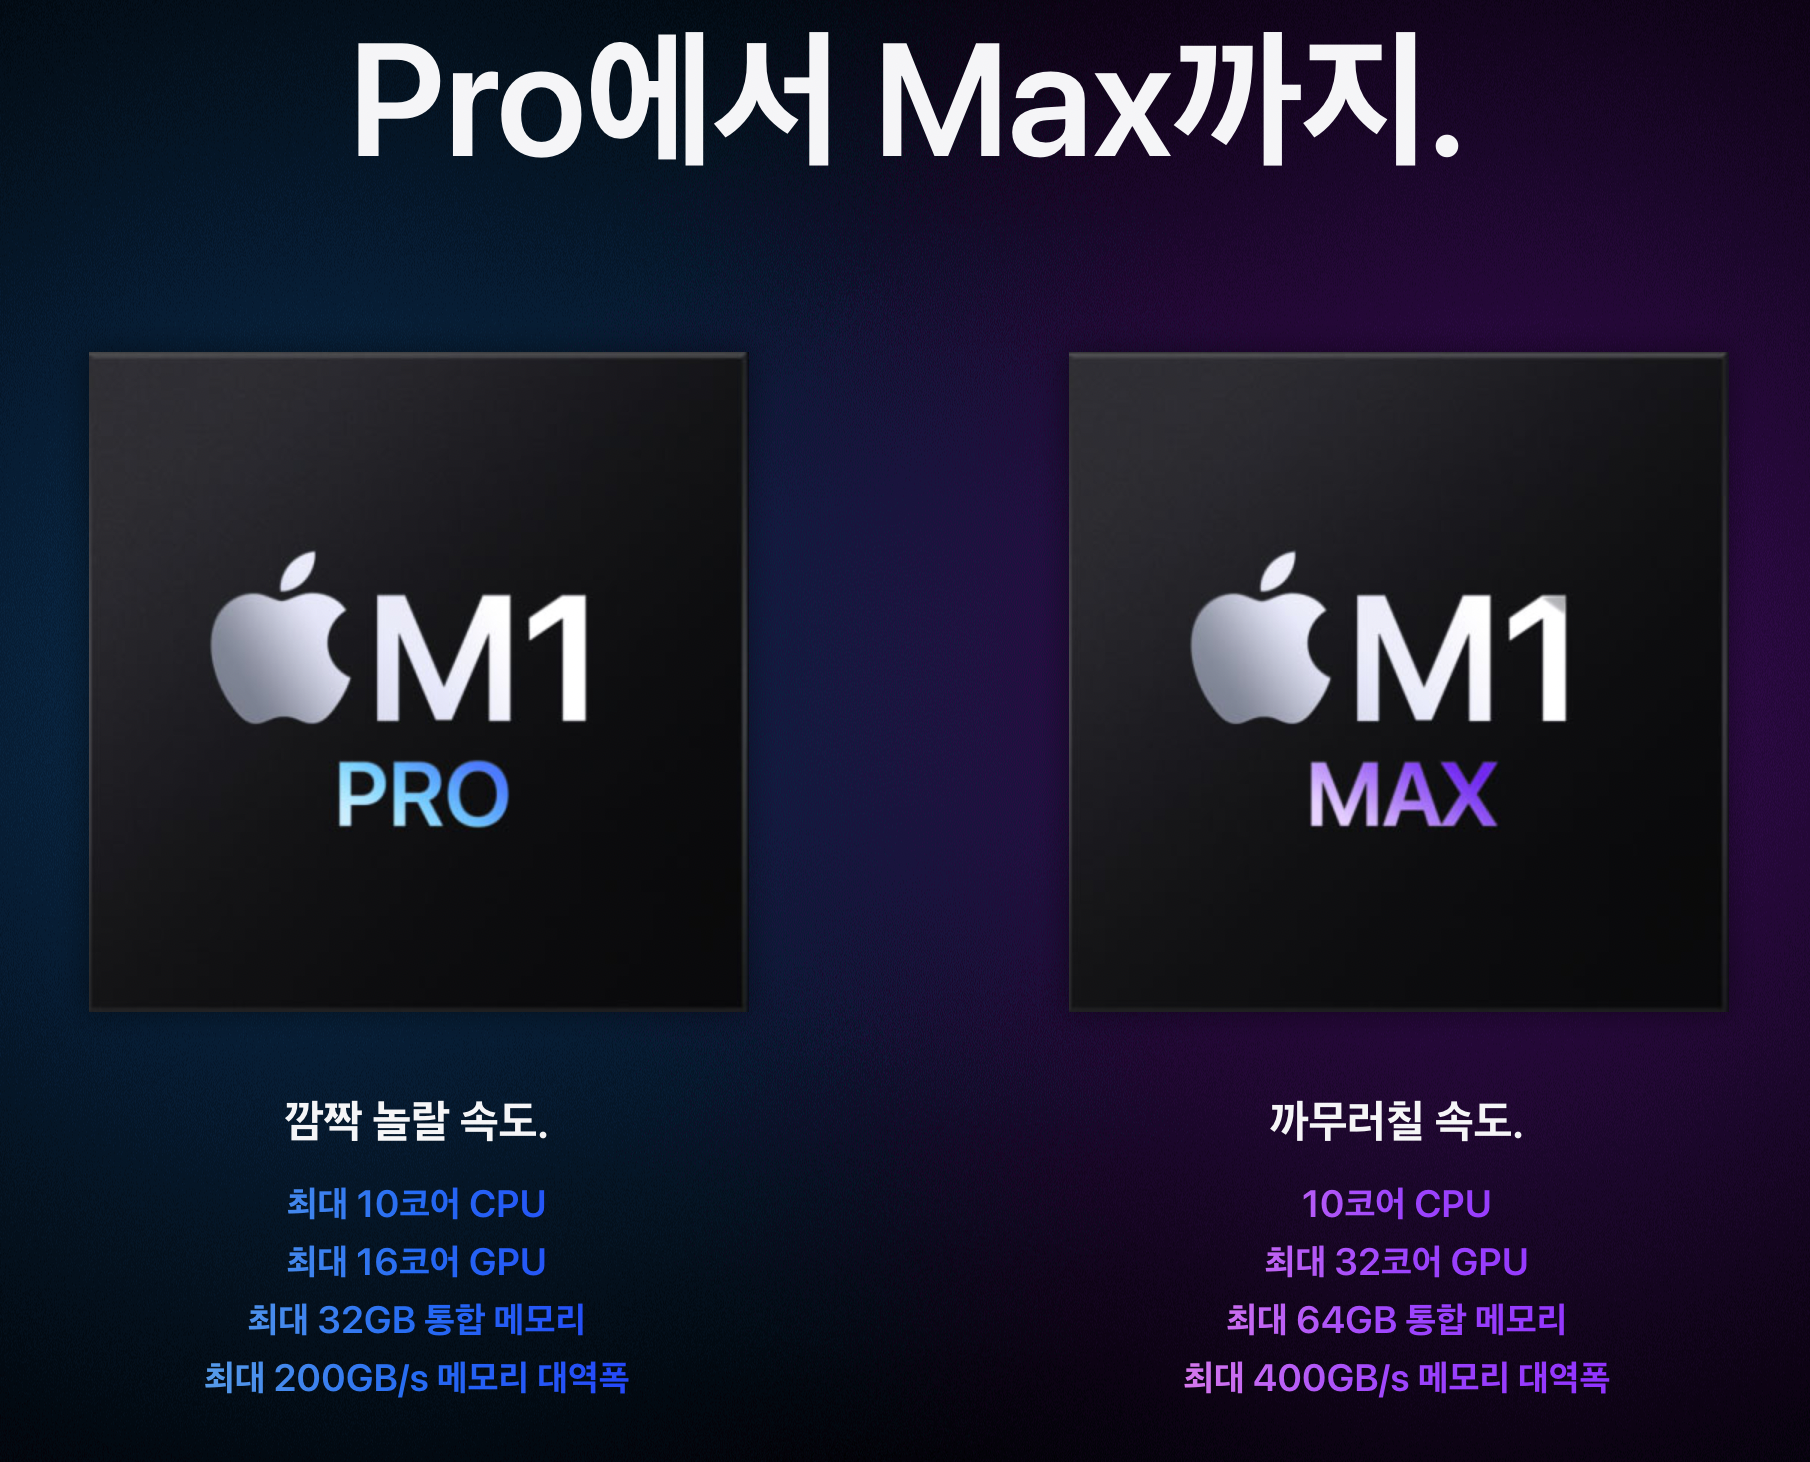 Pro에서 Max까지.
M1
PRO
깜짝 놀랄 속도.
최대 10코어 CPU
최대 16코어 GPU
최대 32GB 통합 메모리
최대 200GB/s 메모리 대역폭
M1
MAX
까무러칠 속도.
10코어 CPU
최대 32코어 GPU
최대 64GB 통합 메모리
최대 400GB/s 메모리 대역폭